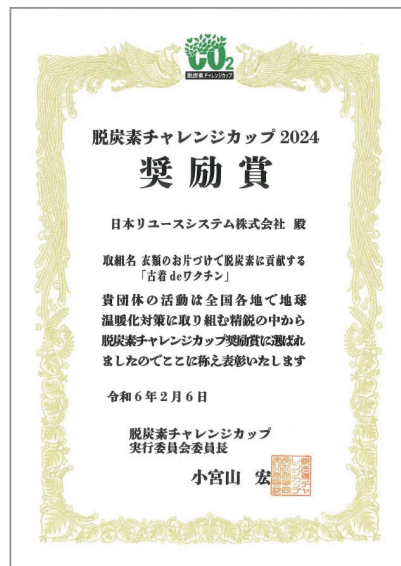 CO2
脱炭素チャレンジカップ
脱炭素チャレンジカップ 2024
奨励賞
日本リユースシステム株式会社 殿
取組名 衣類のお片づけで脱炭素に貢献する
「古着deワクチン」
貴団体の活動は全国各地で地球
温暖化対策に取り組む精鋭の中から
脱炭素チャレンジカップ奨励賞に選ばれ
ましたのでここに称え表彰いたします
令和6年2月6日
脱炭素チャレンジカップ
実行委員会委員長
小宮山 宏